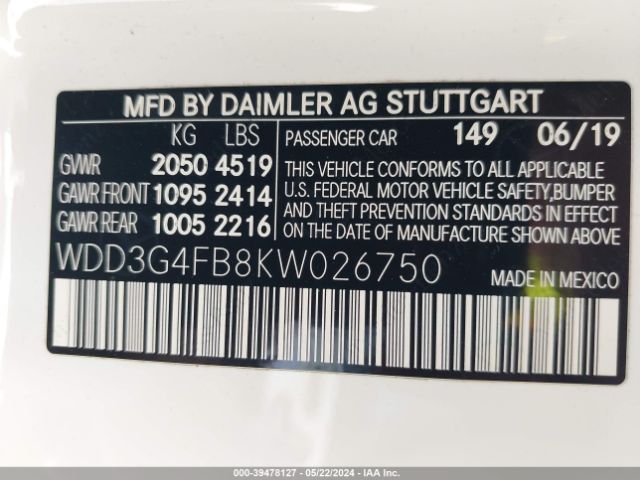 MFD BY DAIMLER AG STUTTGART
KG LBS
GVWR 2050 4519
GAWR FRONT 1095 2414
GAWR REAR 1005 2216
PASSENGER CAR 149 06/19
THIS VEHICLE CONFORMS TO ALL APPLICABLE
U.S. FEDERAL MOTOR VEHICLE SAFETY,BUMPER
AND THEFT PREVENTION STANDARDS IN EFFECT
ON THE DATE OF MANUFACTURE SHOWN ABOVE
WDD3G4FB8KW026750
MADE IN MEXICO
000-39478127 - 05/22/2024 - IAA Inc.